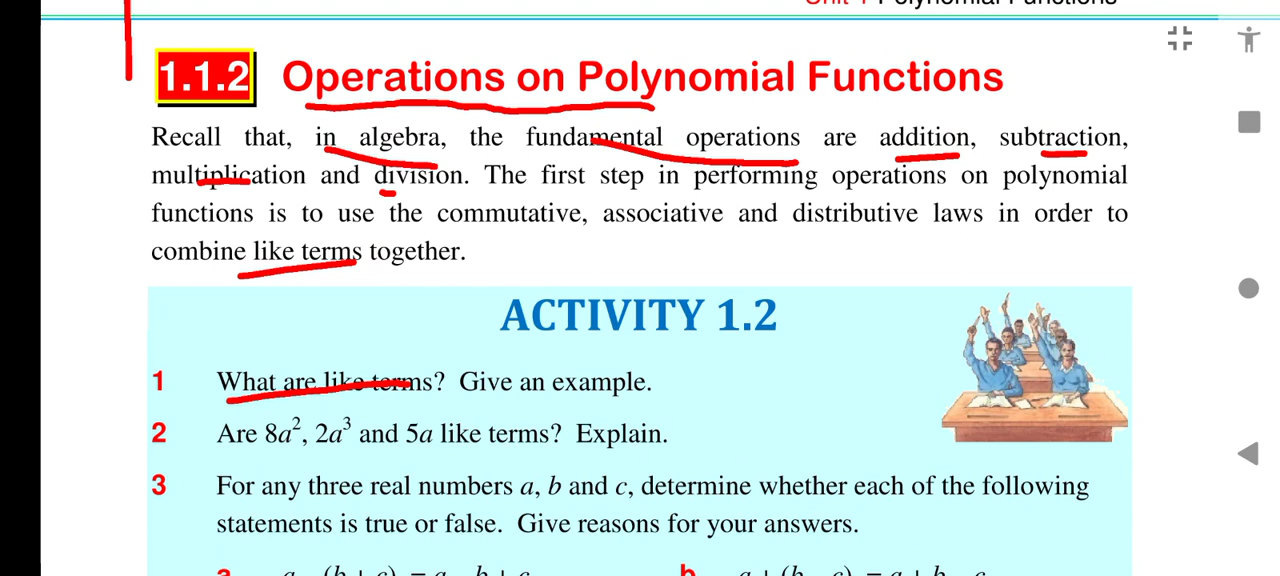 Unit 1 Polynomial Functions
1.1.2 Operations on Polynomial Functions
Recall that, in algebra, the fundamental operations are addition, subtraction,
multiplication and division. The first step in performing operations on polynomial
functions is to use the commutative, associative and distributive laws in order to
combine like terms together.
ACTIVITY 1.2
1 What are like terms? Give an example.
2 Are 8a², 2a³ and 5a like terms? Explain.
3 For any three real numbers a, b and c, determine whether each of the following
statements is true or false. Give reasons for your answers.